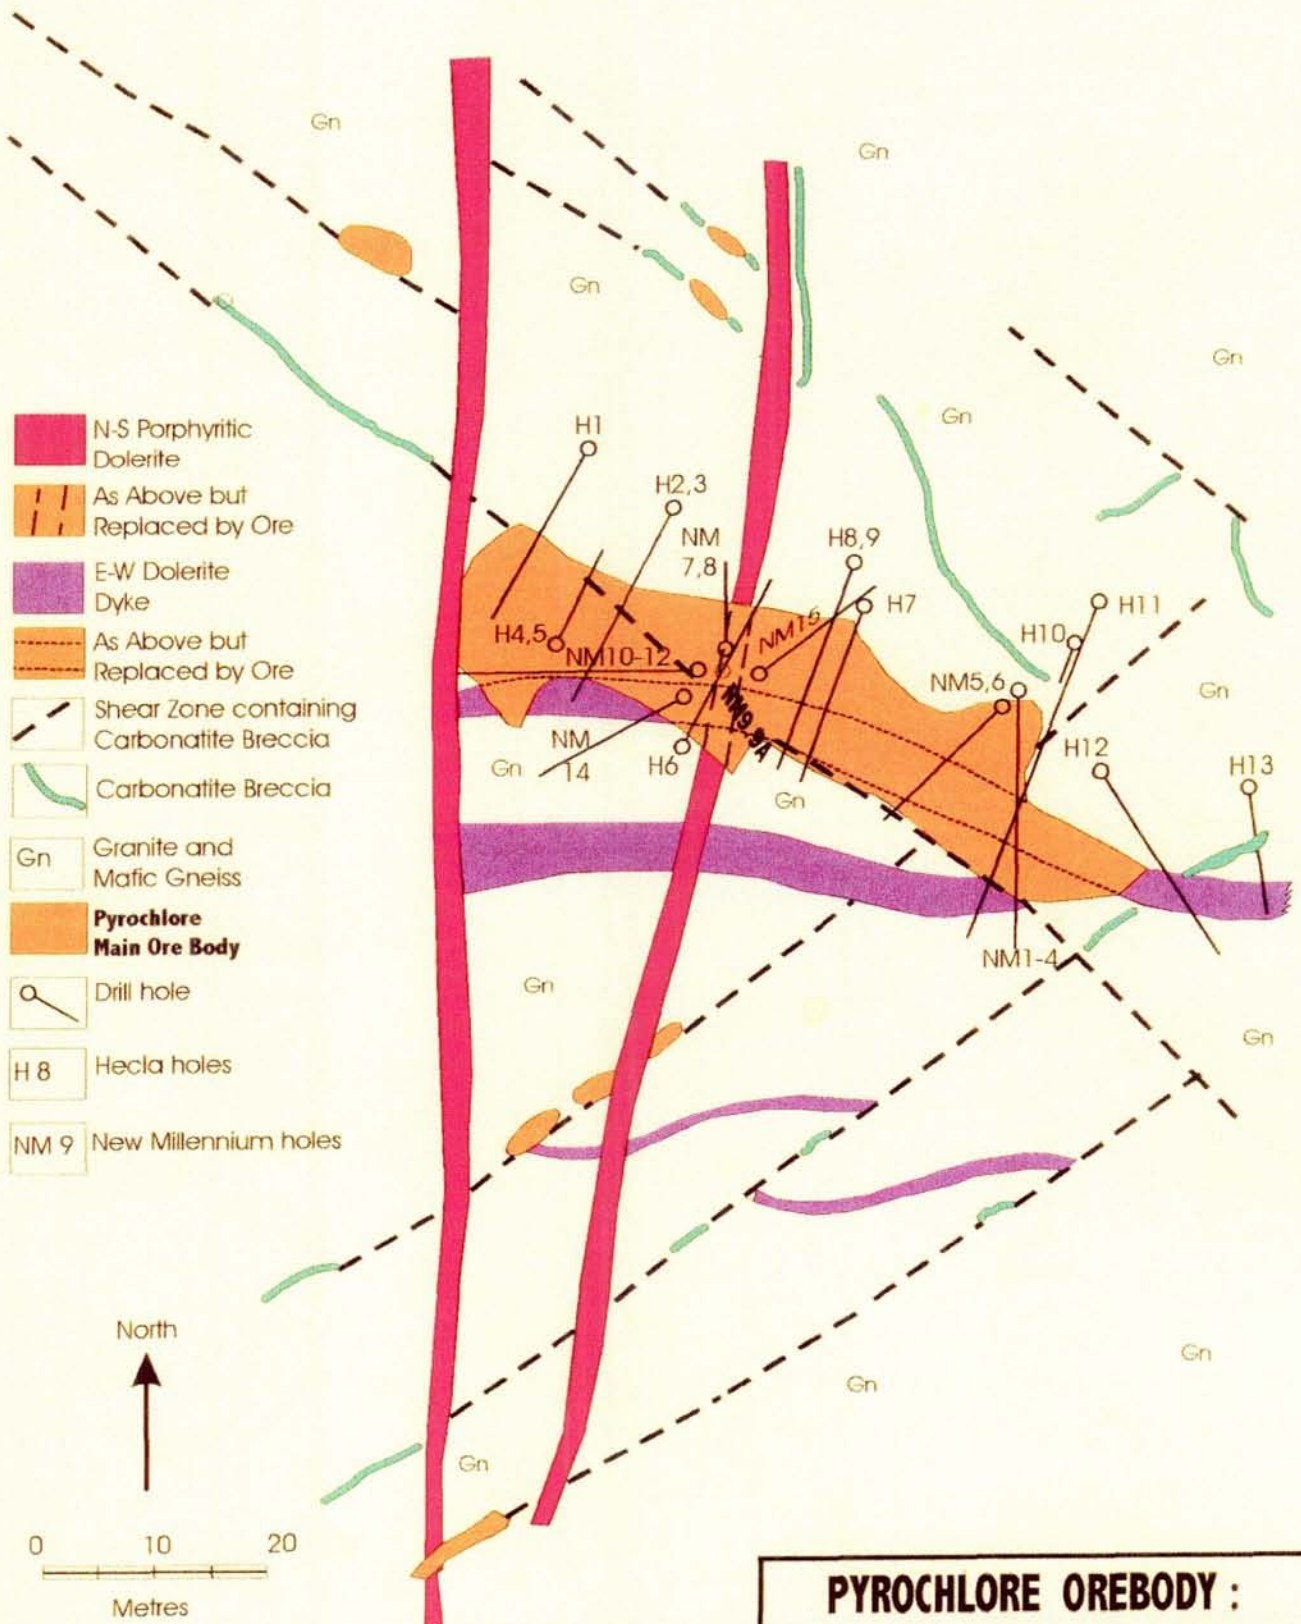 Gn
Gn
Gn
Gn
Gn
N-S Porphyritic
Dolerite
As Above but
Replaced by Ore
E-W Dolerite
Dyke
As Above but
Replaced by Ore
Shear Zone containing
Carbonatite Breccia
Carbonatite Breccia
Gn
Granite and
Mafic Gneiss
Pyrochlore
Main Ore Body
Drill hole
H 8
Hecla holes
NM 9
New Millennium holes
H1
H2,3
NM
7,8
H8,9
H7
H4,5
NM10-12
NM15
NM9,9A
NM
14
H6
Gn
Gn
NM5,6
H10
H11
Gn
H12
H13
NM1-4
Gn
Gn
Gn
Gn
Gn
North
0 10 20
Metres
PYROCHLORE OREBODY :